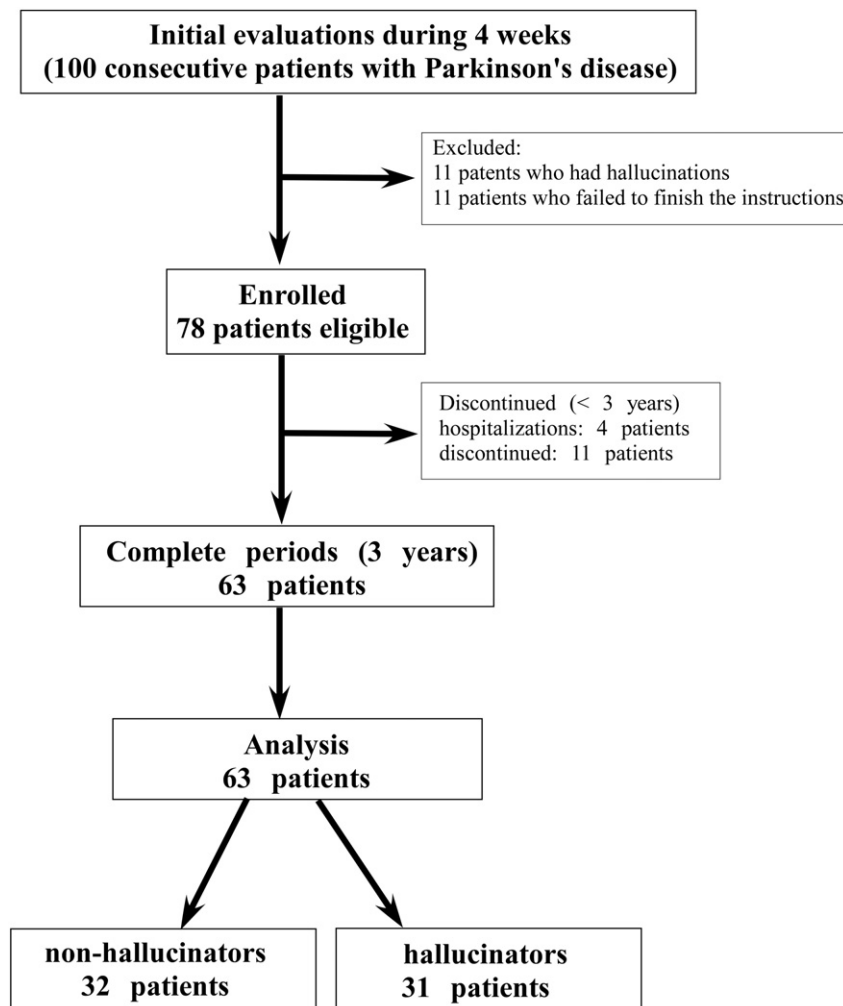 Initial evaluations during 4 weeks
(100 consecutive patients with Parkinson's disease)
Excluded:
11 patents who had hallucinations
11 patients who failed to finish the instructions
Enrolled
78 patients eligible
Discontinued (< 3 years)
hospitalizations: 4 patients
discontinued: 11 patients
Complete periods (3 years)
63 patients
Analysis
63 patients
non-hallucinators
32 patients
hallucinators
31 patients